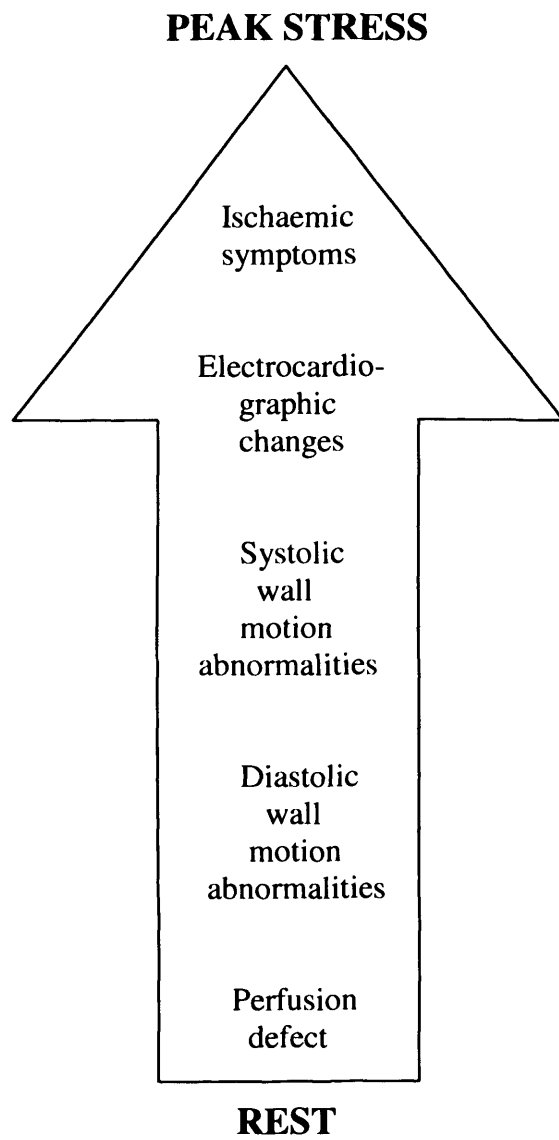 PEAK STRESS
Ischaemic
symptoms
Electrocardio-
graphic
changes
Systolic
wall
motion
abnormalities
Diastolic
wall
motion
abnormalities
Perfusion
defect
REST